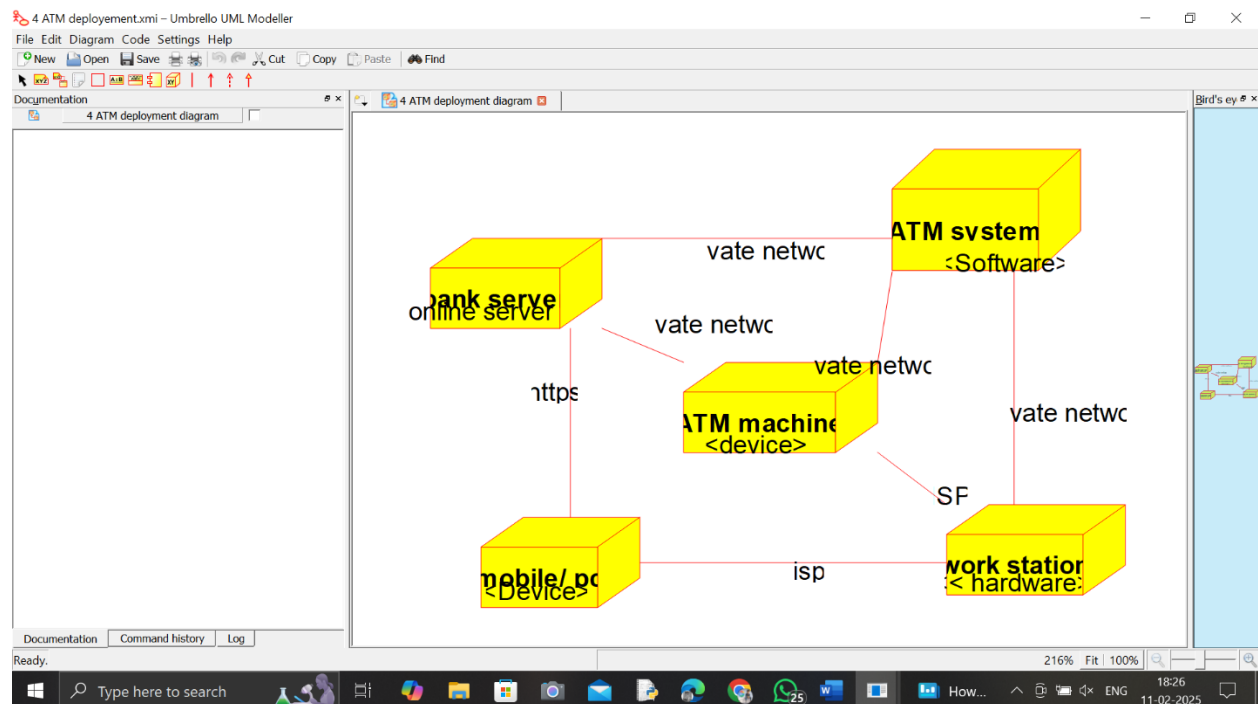 4 ATM deployement.xmi – Umbrello UML Modeller
File Edit Diagram Code Settings Help
New Open Save Cut Copy Paste Find
Documentation
4 ATM deployment diagram
4 ATM deployment diagram
Bird's ey
ATM system
<Software>
vate netwo
bank serve
online server
vate netwo
vate netwo
https
ATM machine
<device>
vate netwo
SF
mobile/ pc
<Device>
isp
work station
< hardware>
Documentation Command history Log
Ready.
216% Fit 100%
Type here to search
25
How...
ENG
18:26
11-02-2025